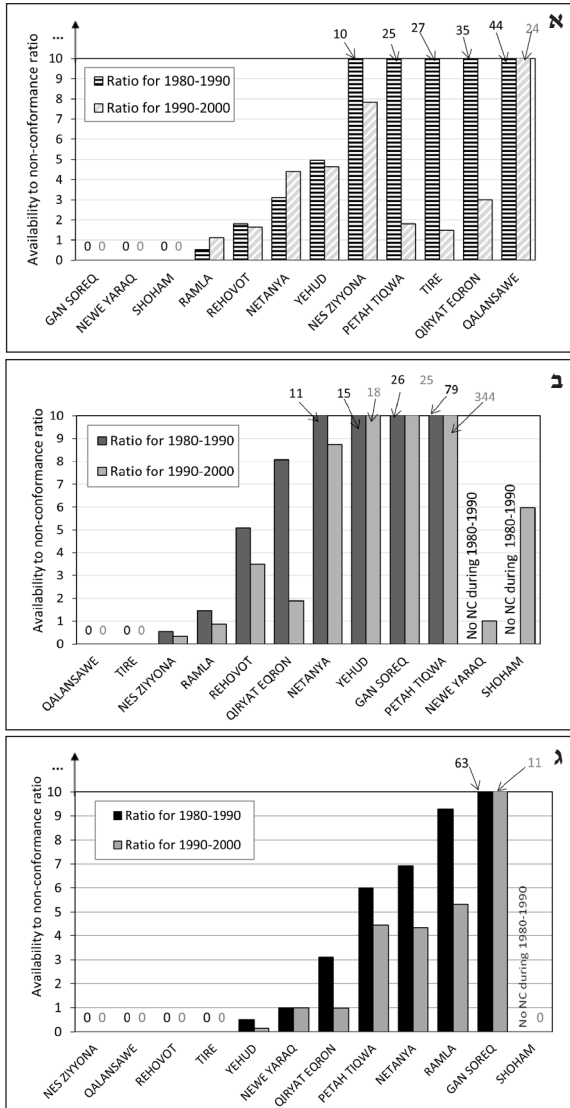 א
10 25 27 35 44 24
...
10
9
8
7
6
5
4
3
2
1
0
Availability to non-conformance ratio
Ratio for 1980-1990
Ratio for 1990-2000
0 0 0 0 0 0
GAN SOREQ
NEWE YARAQ
SHOHAM
RAMLA
REHOVOT
NETANYA
YEHUD
NES ZIYYONA
PETAH TIQWA
TIRE
QIRYAT EQRON
QALANSAWE
ב
11 15 18 26 25 79 344
10
9
8
7
6
5
4
3
2
1
0
Availability to non-conformance ratio
Ratio for 1980-1990
Ratio for 1990-2000
0 0 0 0
No NC during 1980-1990
No NC during 1980-1990
QALANSAWE
TIRE
NES ZIYYONA
RAMLA
REHOVOT
QIRYAT EQRON
NETANYA
YEHUD
GAN SOREQ
PETAH TIQWA
NEWE YARAQ
SHOHAM
ג
63 11
...
10
9
8
7
6
5
4
3
2
1
0
Availability to non-conformance ratio
Ratio for 1980-1990
Ratio for 1990-2000
0 0 0 0 0 0 0 0
No NC during 1980-1990
0
NES ZIYYONA
QALANSAWE
REHOVOT
TIRE
YEHUD
NEWE YARAQ
QIRYAT EQRON
PETAH TIQWA
NETANYA
RAMLA
GAN SOREQ
SHOHAM